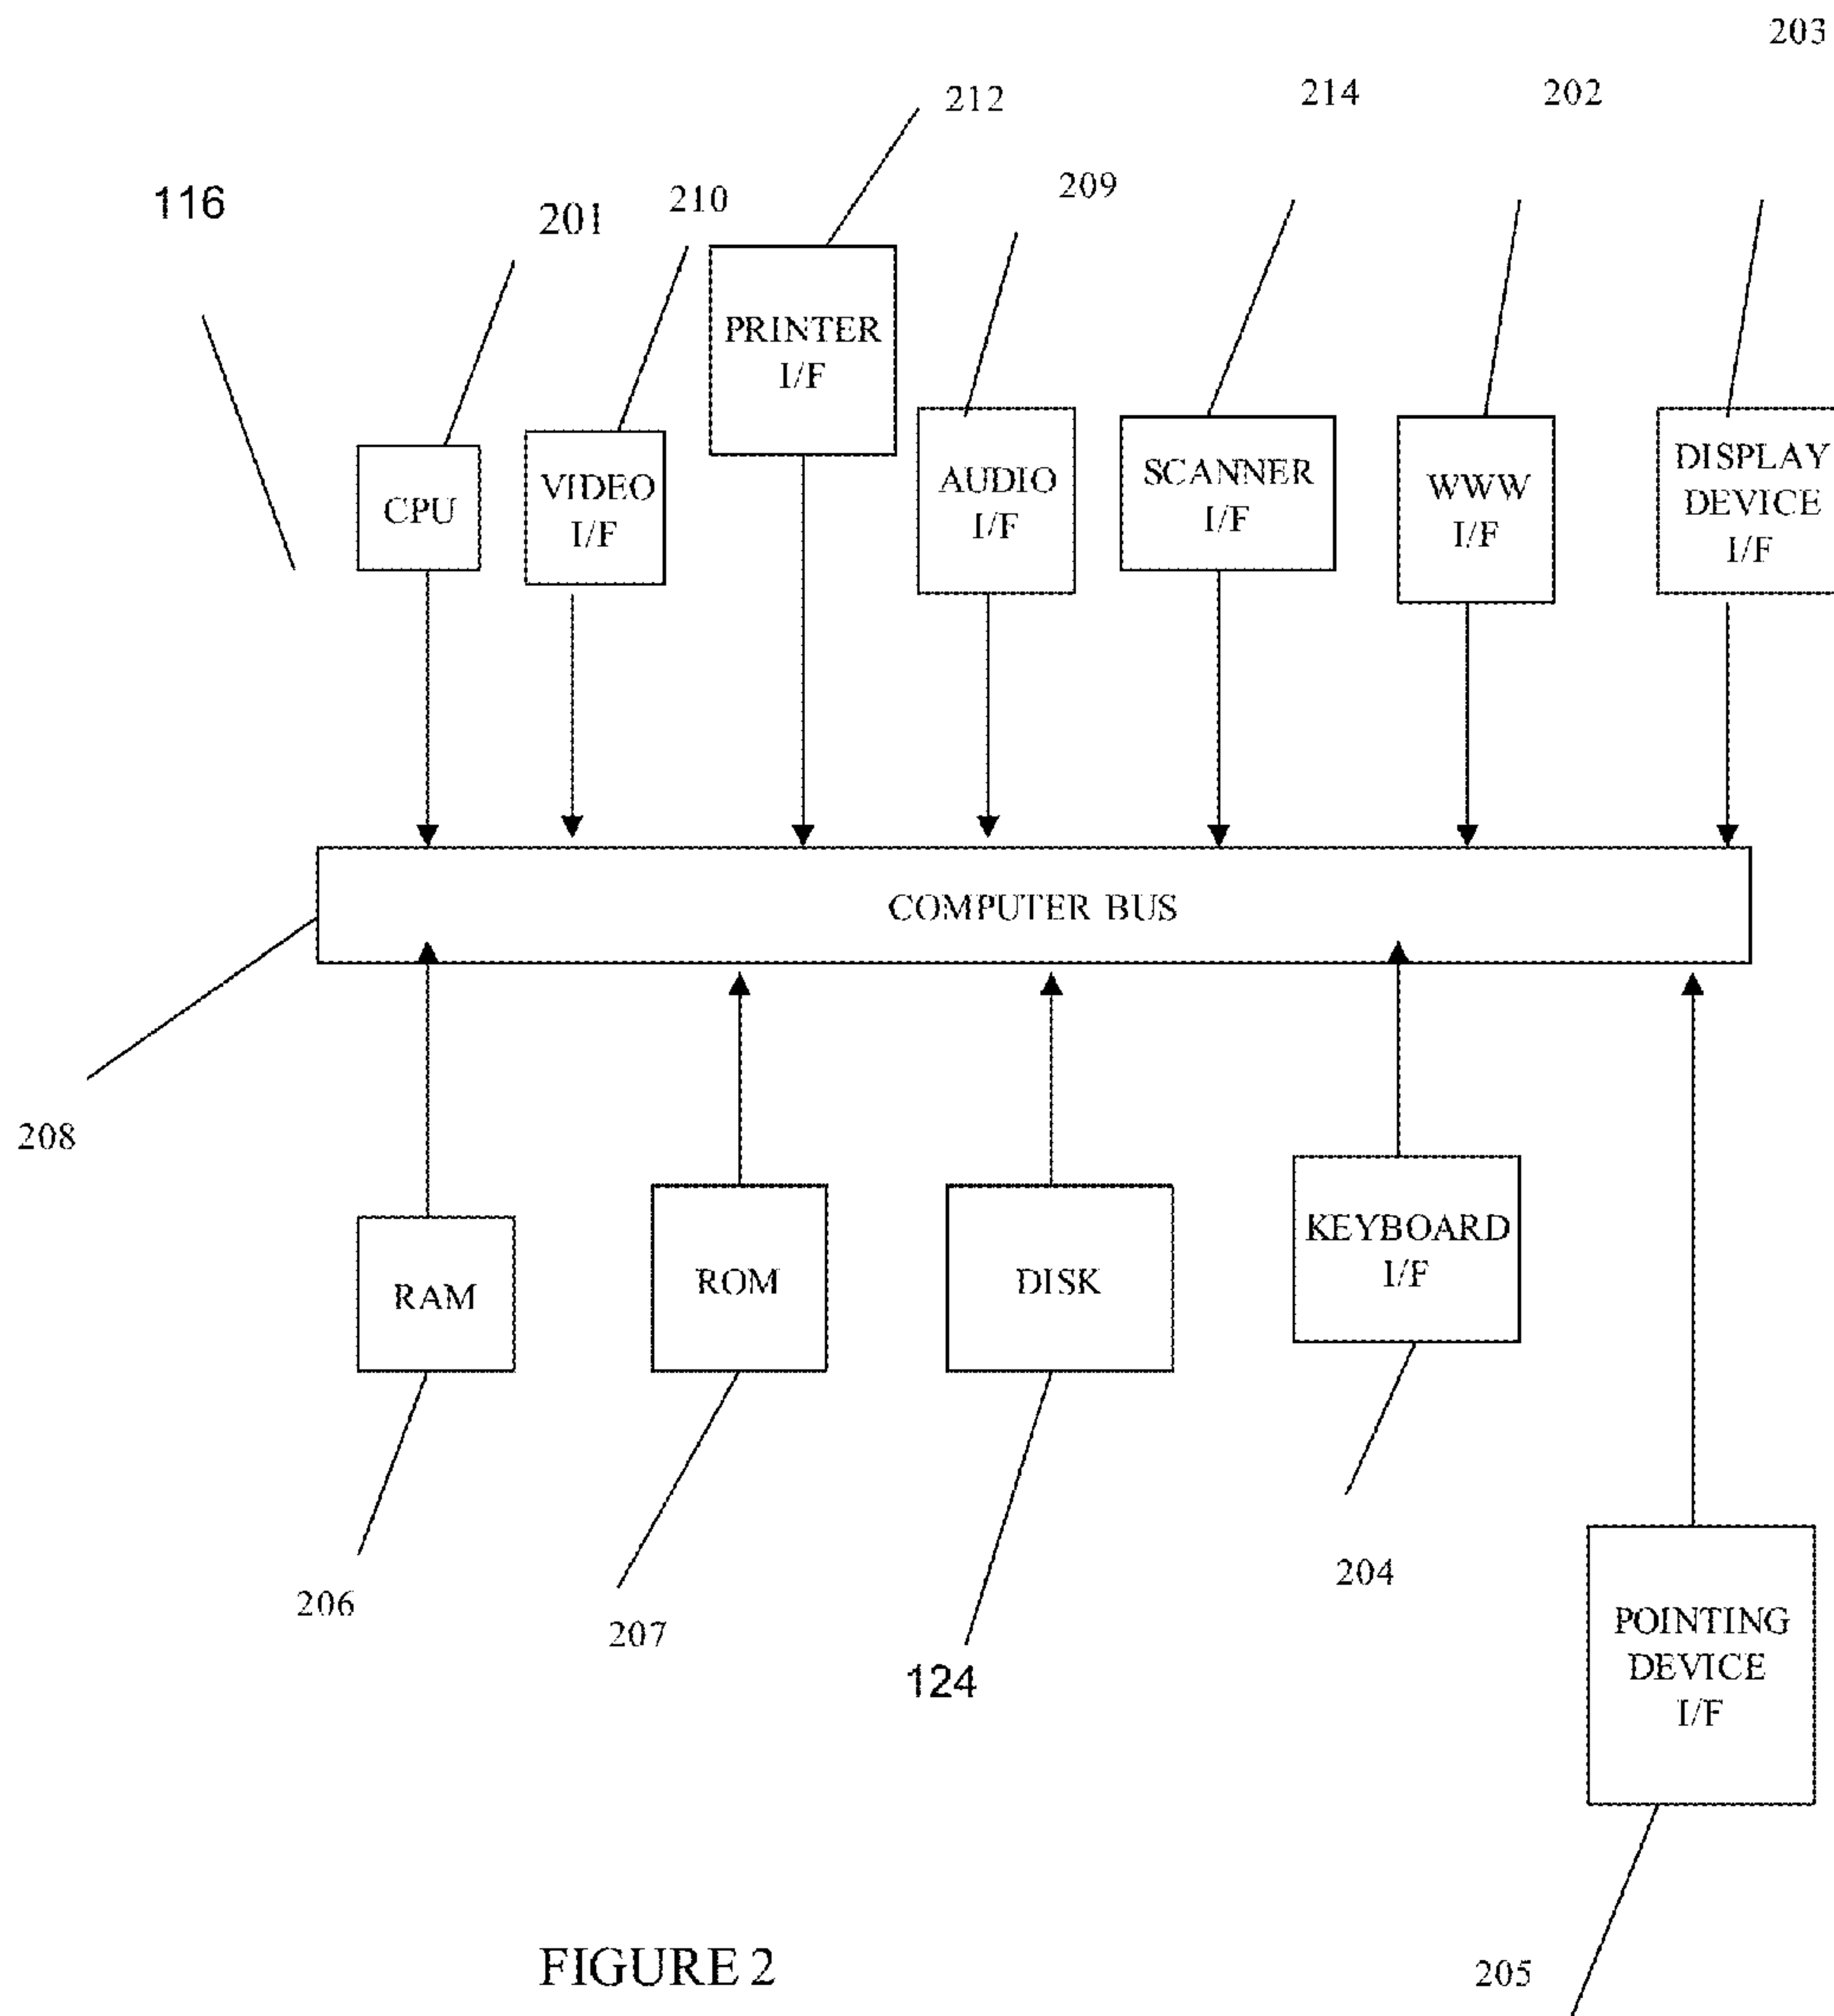 203
212
214
202
116
201
210
209
PRINTER
I/F
CPU
VIDEO
I/F
AUDIO
I/F
SCANNER
I/F
WWW
I/F
DISPLAY
DEVICE
I/F
COMPUTER BUS
208
RAM
ROM
DISK
KEYBOARD
I/F
206
207
124
204
POINTING
DEVICE
I/F
FIGURE 2
205